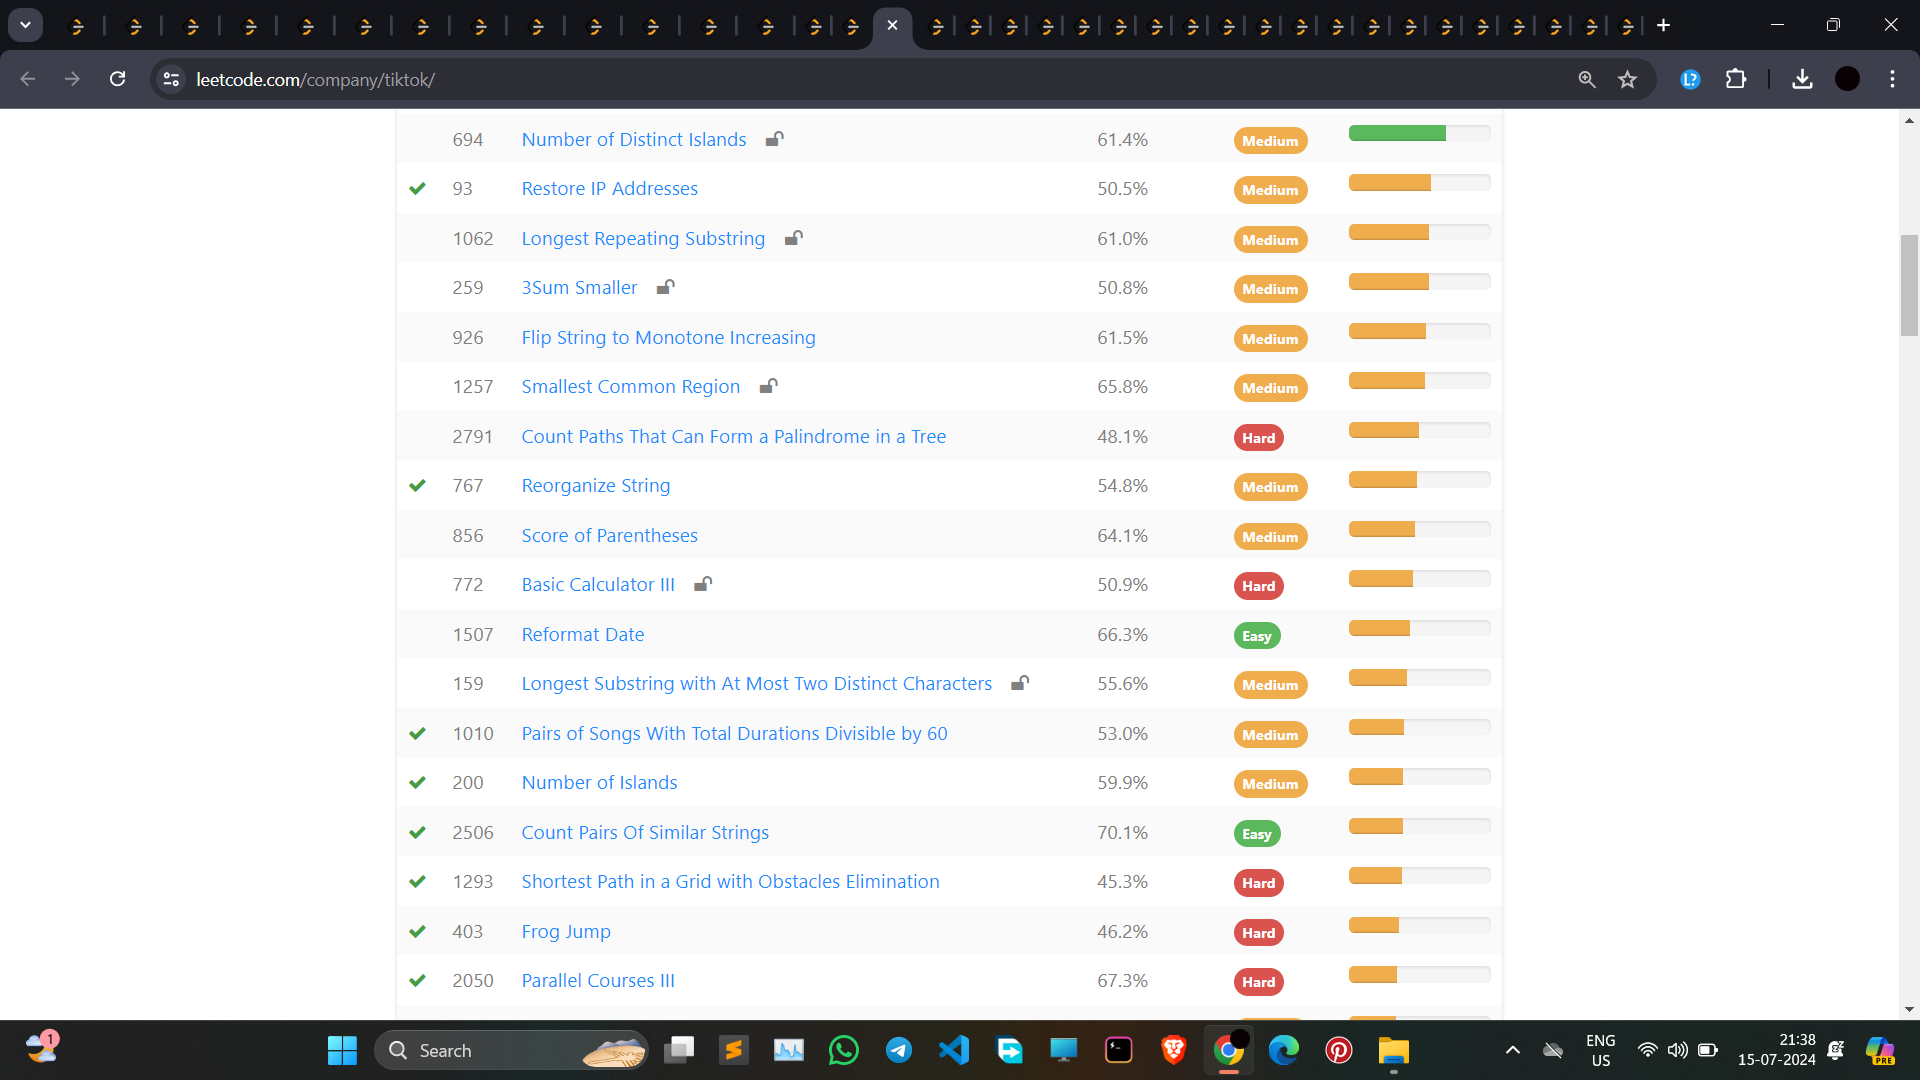 leetcode.com/company/tiktok/
694 Number of Distinct Islands 61.4% Medium
93 Restore IP Addresses 50.5% Medium
1062 Longest Repeating Substring 61.0% Medium
259 3Sum Smaller 50.8% Medium
926 Flip String to Monotone Increasing 61.5% Medium
1257 Smallest Common Region 65.8% Medium
2791 Count Paths That Can Form a Palindrome in a Tree 48.1% Hard
767 Reorganize String 54.8% Medium
856 Score of Parentheses 64.1% Medium
772 Basic Calculator III 50.9% Hard
1507 Reformat Date 66.3% Easy
159 Longest Substring with At Most Two Distinct Characters 55.6% Medium
1010 Pairs of Songs With Total Durations Divisible by 60 53.0% Medium
200 Number of Islands 59.9% Medium
2506 Count Pairs Of Similar Strings 70.1% Easy
1293 Shortest Path in a Grid with Obstacles Elimination 45.3% Hard
403 Frog Jump 46.2% Hard
2050 Parallel Courses III 67.3% Hard
1
Search
ENG
US
21:38
15-07-2024
PRE